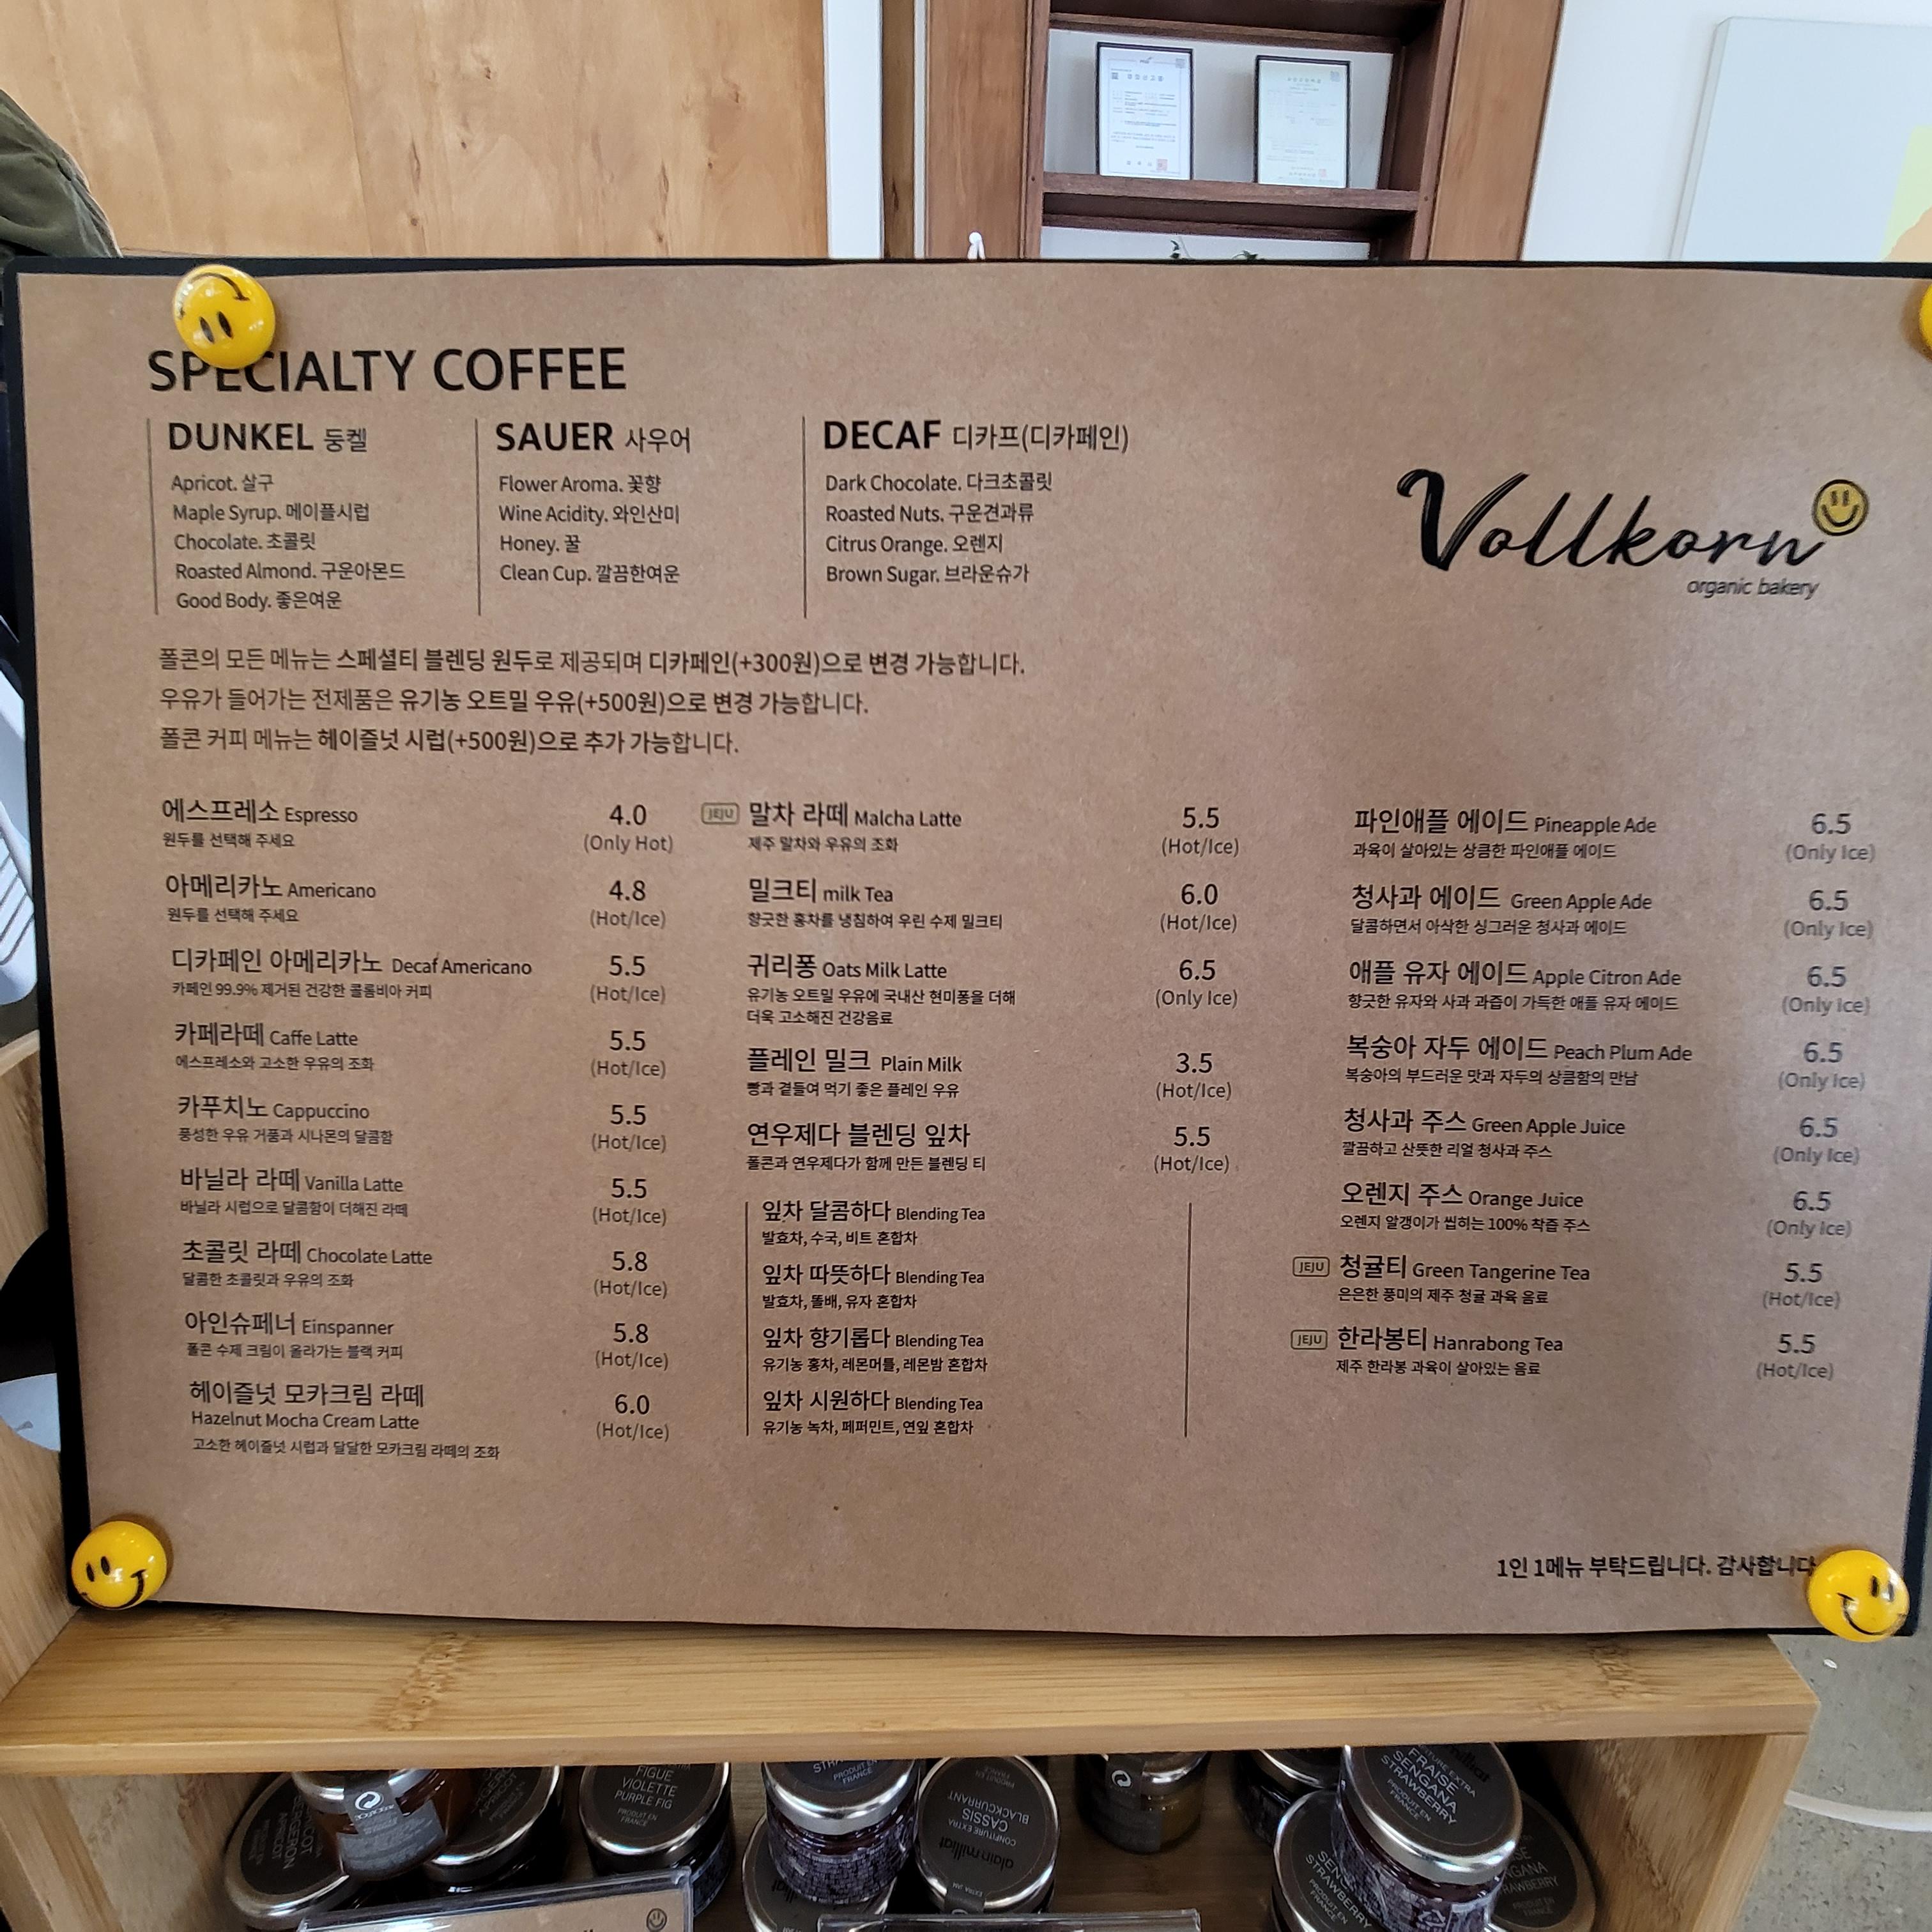 SPECIALTY COFFEE
DUNKEL 둥켈
Apricot. 살구
Maple Syrup. 메이플시럽
Chocolate. 초콜릿
Roasted Almond. 구운아몬드
Good Body. 좋은여운
SAUER 사우어
Flower Aroma. 꽃향
Wine Acidity. 와인산미
Honey. 꿀
Clean Cup. 깔끔한여운
DECAF 디카프(디카페인)
Dark Chocolate. 다크초콜릿
Roasted Nuts. 구운견과류
Citrus Orange. 오렌지
Brown Sugar. 브라운슈가
Vollkorn
organic bakery
폴콘의 모든 메뉴는 스페셜티 블렌딩 원두로 제공되며 디카페인(+300원)으로 변경 가능합니다.
우유가 들어가는 전제품은 유기농 오트밀 우유(+500원)으로 변경 가능합니다.
폴콘 커피 메뉴는 헤이즐넛 시럽(+500원)으로 추가 가능합니다.
에스프레소 Espresso 4.0
원두를 선택해 주세요 (Only Hot)
아메리카노 Americano 4.8
원두를 선택해 주세요 (Hot/Ice)
디카페인 아메리카노 Decaf Americano 5.5
카페인 99.9% 제거된 건강한 콜롬비아 커피 (Hot/Ice)
카페라떼 Caffe Latte 5.5
에스프레소와 고소한 우유의 조화 (Hot/Ice)
카푸치노 Cappuccino 5.5
풍성한 우유 거품과 시나몬의 달콤함 (Hot/Ice)
바닐라 라떼 Vanilla Latte 5.5
바닐라 시럽으로 달콤함이 더해진 라떼 (Hot/Ice)
초콜릿 라떼 Chocolate Latte 5.8
달콤한 초콜릿과 우유의 조화 (Hot/Ice)
아인슈페너 Einspanner 5.8
폴콘 수제 크림이 올라가는 블랙 커피 (Hot/Ice)
헤이즐넛 모카크림 라떼 6.0
Hazelnut Mocha Cream Latte (Hot/Ice)
고소한 헤이즐넛 시럽과 달달한 모카크림 라떼의 조화
JEJU 말차 라떼 Malcha Latte 5.5
제주 말차와 우유의 조화 (Hot/Ice)
밀크티 milk Tea 6.0
향긋한 홍차를 냉침하여 우린 수제 밀크티 (Hot/Ice)
귀리퐁 Oats Milk Latte 6.5
유기농 오트밀 우유에 국내산 현미퐁을 더해 (Only Ice)
더욱 고소해진 건강음료
플레인 밀크 Plain Milk 3.5
빵과 곁들여 먹기 좋은 플레인 우유 (Hot/Ice)
연우제다 블렌딩 잎차 5.5
폴콘과 연우제다가 함께 만든 블렌딩 티 (Hot/Ice)
잎차 달콤하다 Blending Tea
발효차, 수국, 비트 혼합차
잎차 따뜻하다 Blending Tea
발효차, 돌배, 유자 혼합차
잎차 향기롭다 Blending Tea
유기농 홍차, 레몬머틀, 레몬밤 혼합차
잎차 시원하다 Blending Tea
유기농 녹차, 페퍼민트, 연잎 혼합차
파인애플 에이드 Pineapple Ade 6.5
과육이 살아있는 상큼한 파인애플 에이드 (Only Ice)
청사과 에이드 Green Apple Ade 6.5
달콤하면서 아삭한 싱그러운 청사과 에이드 (Only Ice)
애플 유자 에이드 Apple Citron Ade 6.5
향긋한 유자와 사과 과즙이 가득한 애플 유자 에이드 (Only Ice)
복숭아 자두 에이드 Peach Plum Ade 6.5
복숭아의 부드러운 맛과 자두의 상큼함의 만남 (Only Ice)
청사과 주스 Green Apple Juice 6.5
깔끔하고 산뜻한 리얼 청사과 주스 (Only Ice)
오렌지 주스 Orange Juice 6.5
오렌지 알갱이가 씹히는 100% 착즙 주스 (Only Ice)
JEJU 청귤티 Green Tangerine Tea 5.5
은은한 풍미의 제주 청귤 과육 음료 (Hot/Ice)
JEJU 한라봉티 Hanrabong Tea 5.5
제주 한라봉 과육이 살아있는 음료 (Hot/Ice)
1인 1메뉴 부탁드립니다. 감사합니다
FIGUE
VIOLETTE
PURPLE FIG
PRODUIT EN
FRANCE
PRODUIT EN
FRANCE
alain milliat
CONFITURE EXTRA
CASSIS
BLACKCURRANT
PRODUIT EN
FRANCE
FRAISE
SENGANA
STRAWBERRY
PRODUIT EN
FRANCE
STRAWBERRY
PRODUIT EN
FRANCE